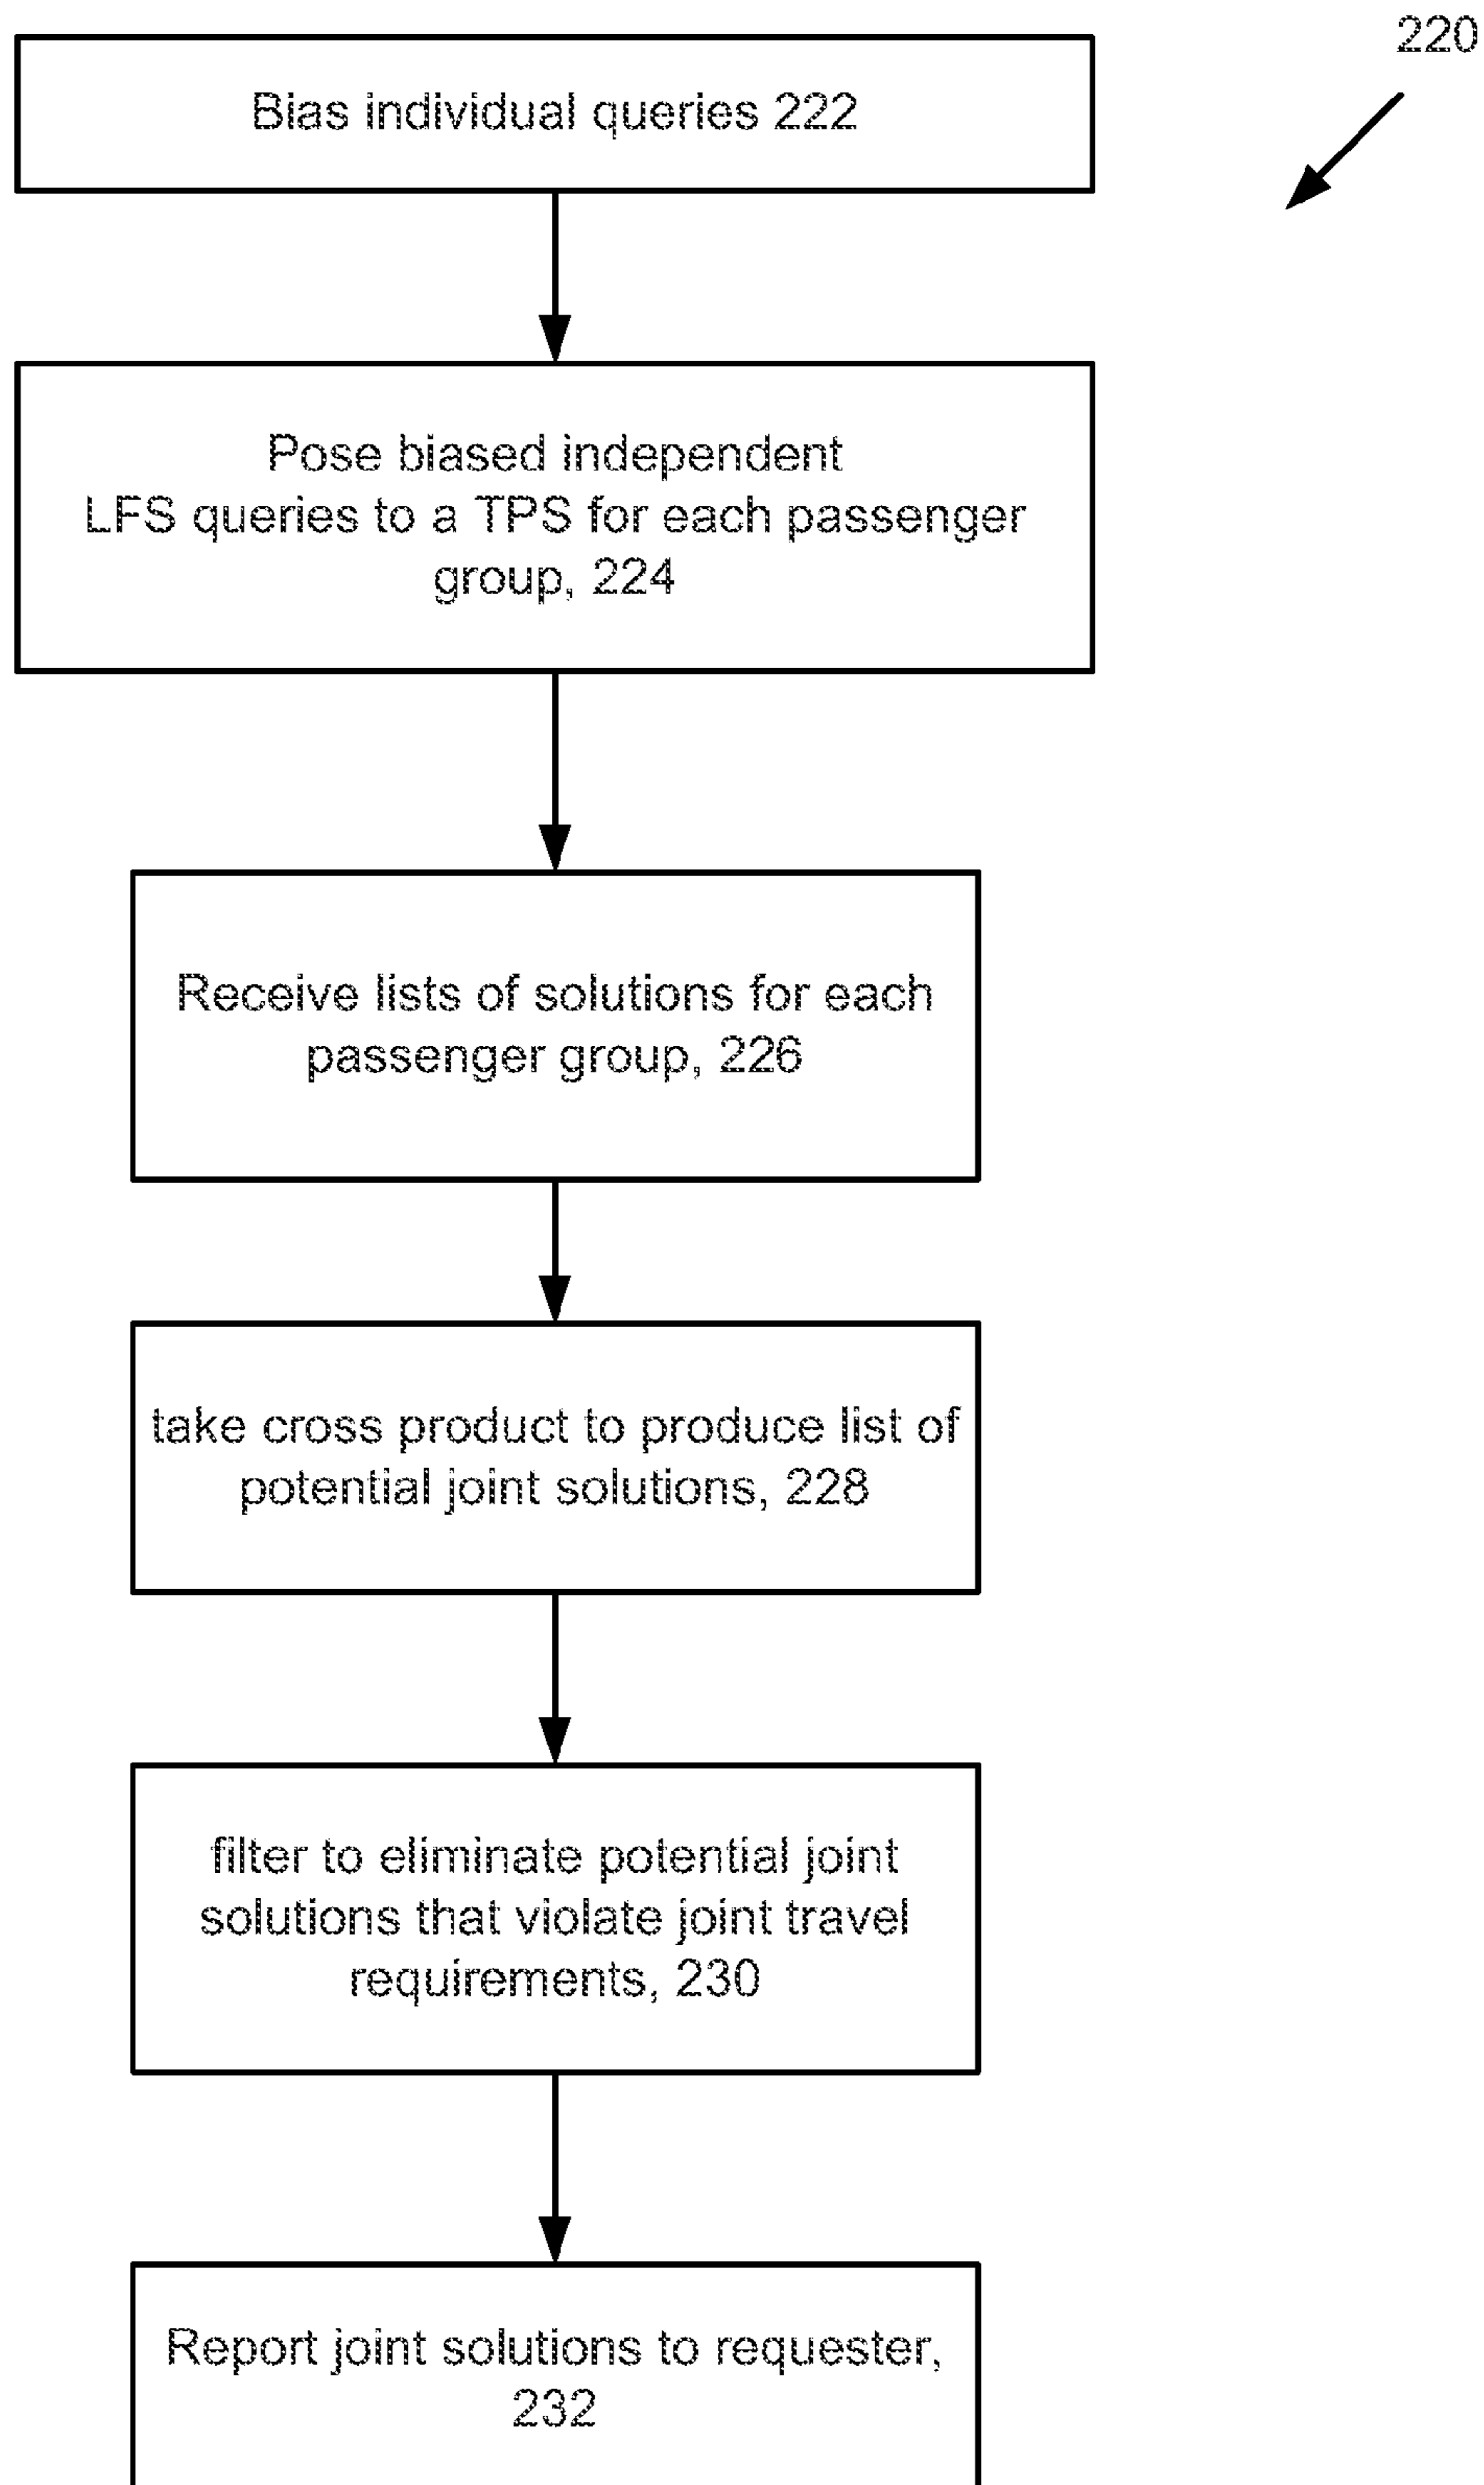 220
Bias individual queries 222
Pose biased independent
LFS queries to a TPS for each passenger
group, 224
Receive lists of solutions for each
passenger group, 226
take cross product to produce list of
potential joint solutions, 228
filter to eliminate potential joint
solutions that violate joint travel
requirements, 230
Report joint solutions to requester,
232